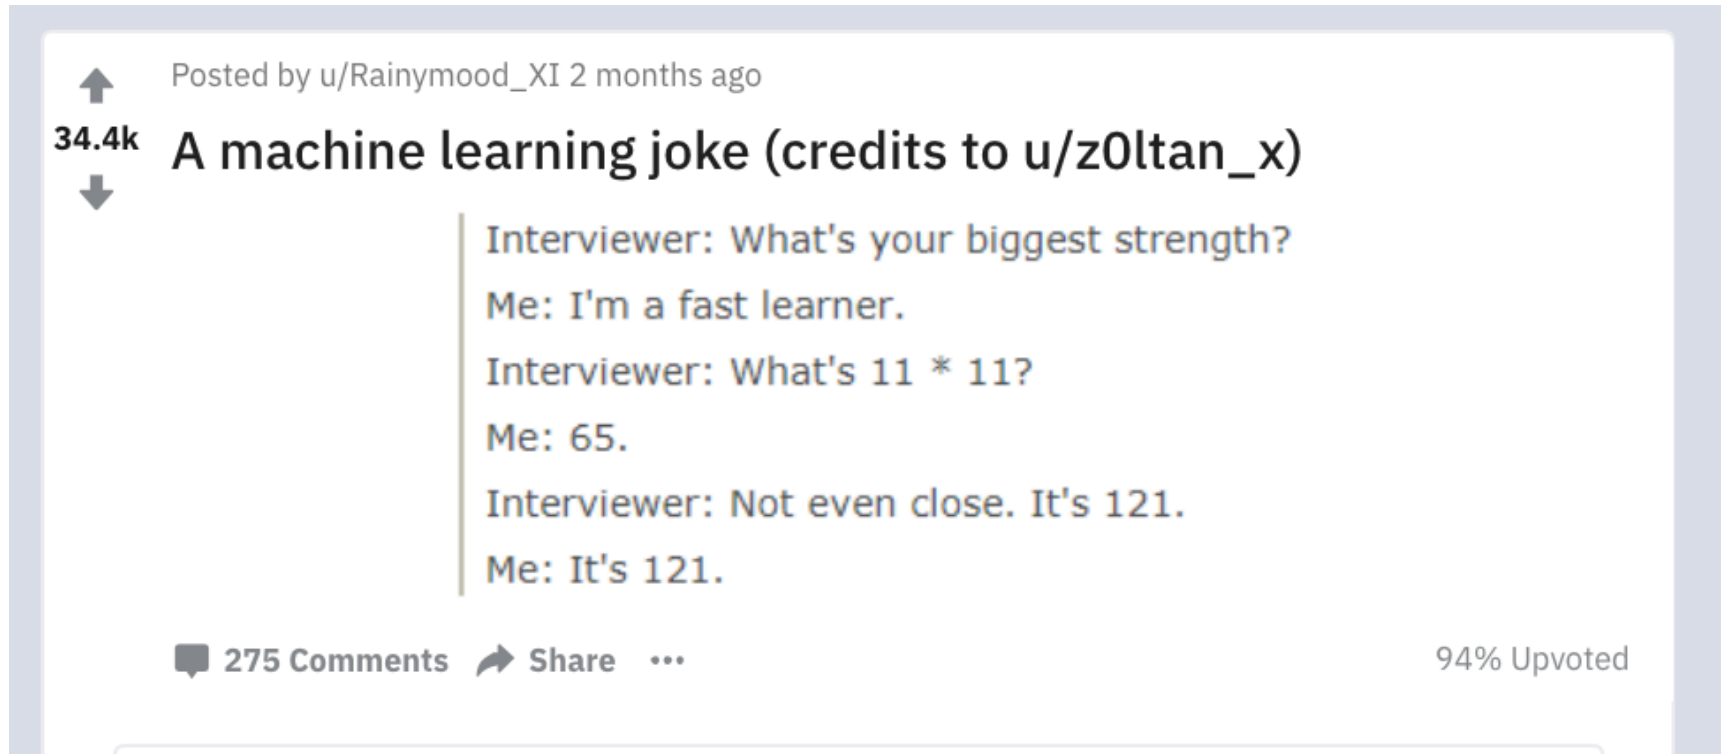 Posted by u/Rainymood_XI 2 months ago
34.4k
A machine learning joke (credits to u/z0ltan_x)
Interviewer: What's your biggest strength?
Me: I'm a fast learner.
Interviewer: What's 11 * 11?
Me: 65.
Interviewer: Not even close. It's 121.
Me: It's 121.
275 Comments Share ••• 94% Upvoted